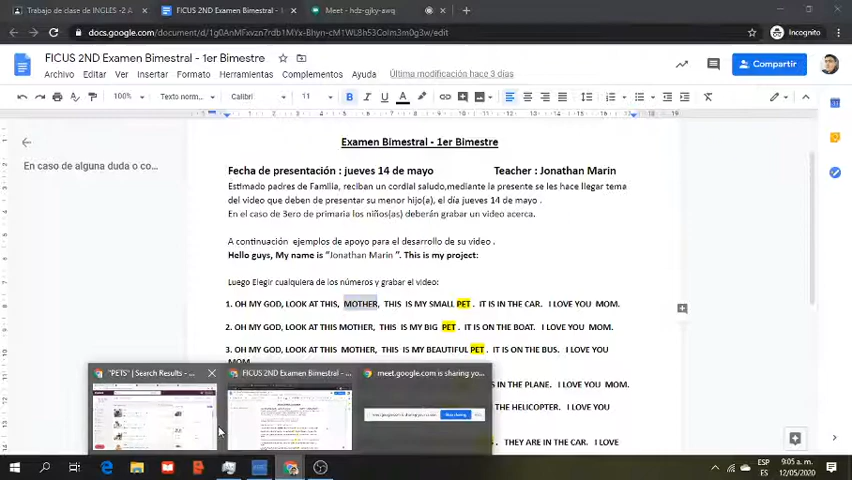 Trabajo de clase de INGLES -2 A
FICUS 2ND Examen Bimestral -
Meet - hdz-gjky-awq
docs.google.com/document/d/1g0AnMFxvzn7rdb1MYx-Bhyn-cM1WL8h53Colm3m0g3w/edit
Incognito
FICUS 2ND Examen Bimestral - 1er Bimestre
Archivo Editar Ver Insertar Formato Herramientas Complementos Ayuda Última modificación hace 3 días
Compartir
100% Texto norm... Calibri 11
En caso de alguna duda o co...
Examen Bimestral - 1er Bimestre
Fecha de presentación : jueves 14 de mayo Teacher : Jonathan Marin
Estimado padres de Familia, reciban un cordial saludo,mediante la presente se les hace llegar tema
del video que deben de presentar su menor hijo(a), el día jueves 14 de mayo .
En el caso de 3ero de primaria los niños(as) deberán grabar un video acerca.
A continuación ejemplos de apoyo para el desarrollo de su video .
Hello guys, My name is “Jonathan Marin ”. This is my project:
Luego Elegir cualquiera de los números y grabar el video:
1. OH MY GOD, LOOK AT THIS, MOTHER, THIS IS MY SMALL PET . IT IS IN THE CAR. I LOVE YOU MOM.
2. OH MY GOD, LOOK AT THIS MOTHER, THIS IS MY BIG PET . IT IS ON THE BOAT. I LOVE YOU MOM.
3. OH MY GOD, LOOK AT THIS MOTHER, THIS IS MY BEAUTIFUL PET . IT IS ON THE BUS. I LOVE YOU
MOM.
IN THE PLANE. I LOVE YOU MOM.
THE HELICOPTER. I LOVE YOU
. THEY ARE IN THE CAR. I LOVE
"PETS" | Search Results - ...
FICUS 2ND Examen Bimestral - ...
meet.google.com is sharing yo...
Stop sharing
ESP
ES
9:05 a. m.
12/05/2020